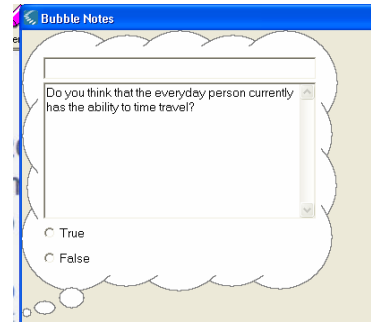 Bubble Notes
Do you think that the everyday person currently
has the ability to time travel?
True
False